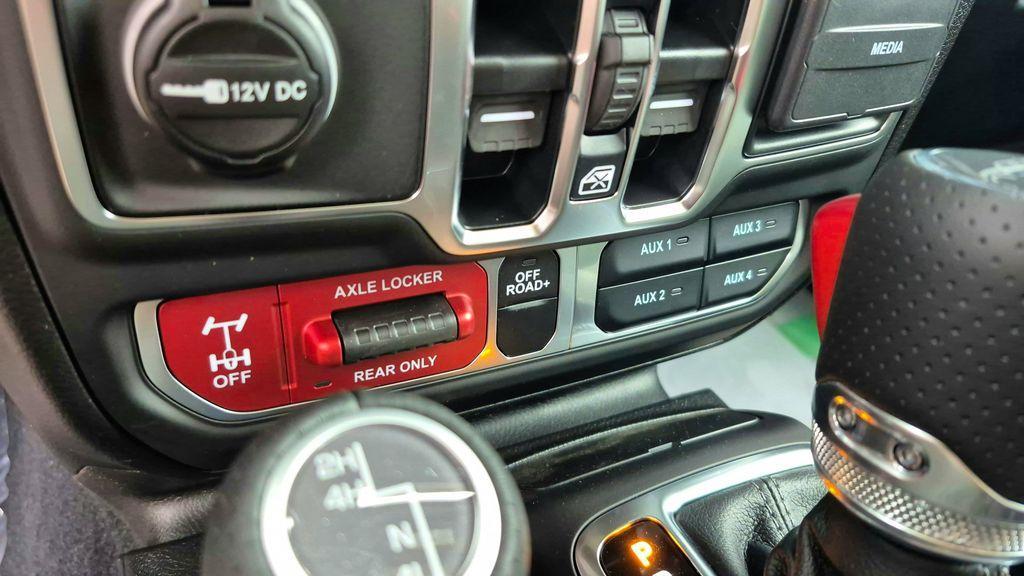 12V DC
MEDIA
AUX 1
AUX 3
AUX 2
AUX 4
OFF
ROAD+
AXLE LOCKER
REAR ONLY
OFF
2H
4H
N
P